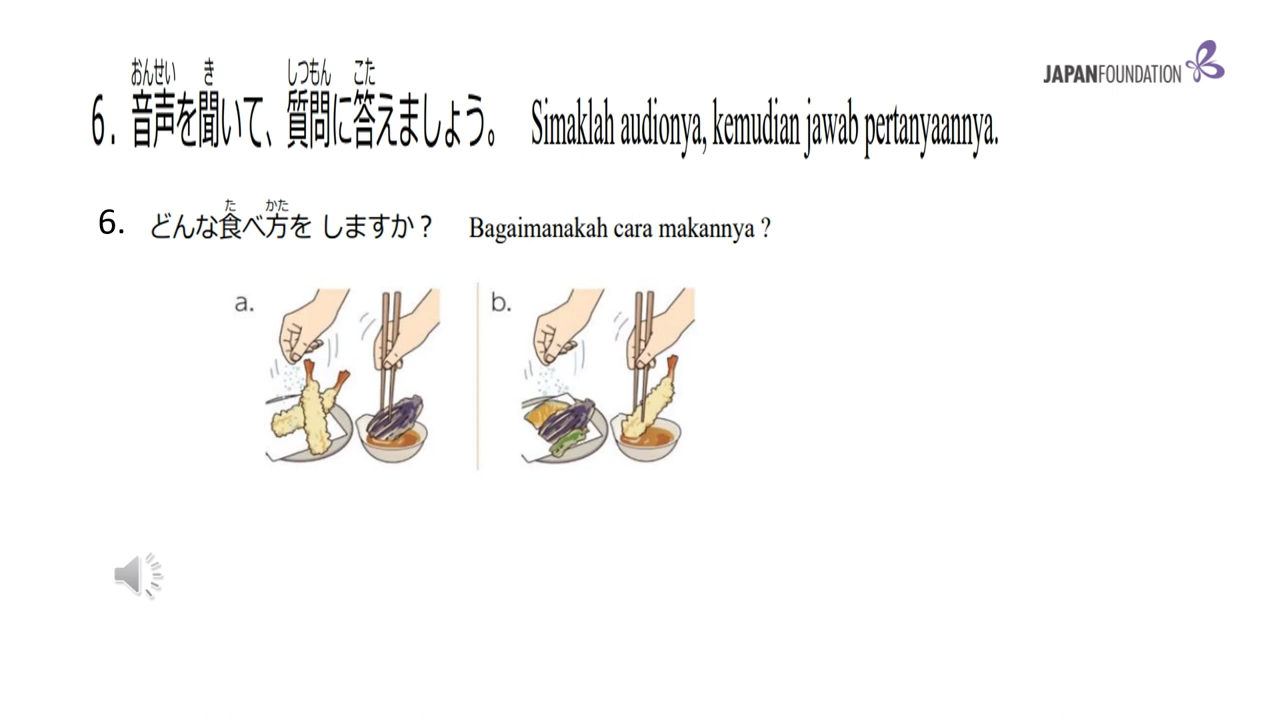 おんせい き しつもん こた
6. 音声を聞いて、質問に答えましょう。 Simaklah audionya, kemudian jawab pertanyaannya.
JAPANFOUNDATION
た かた
6. どんな食べ方を しますか？ Bagaimanakah cara makannya ?
a. b.